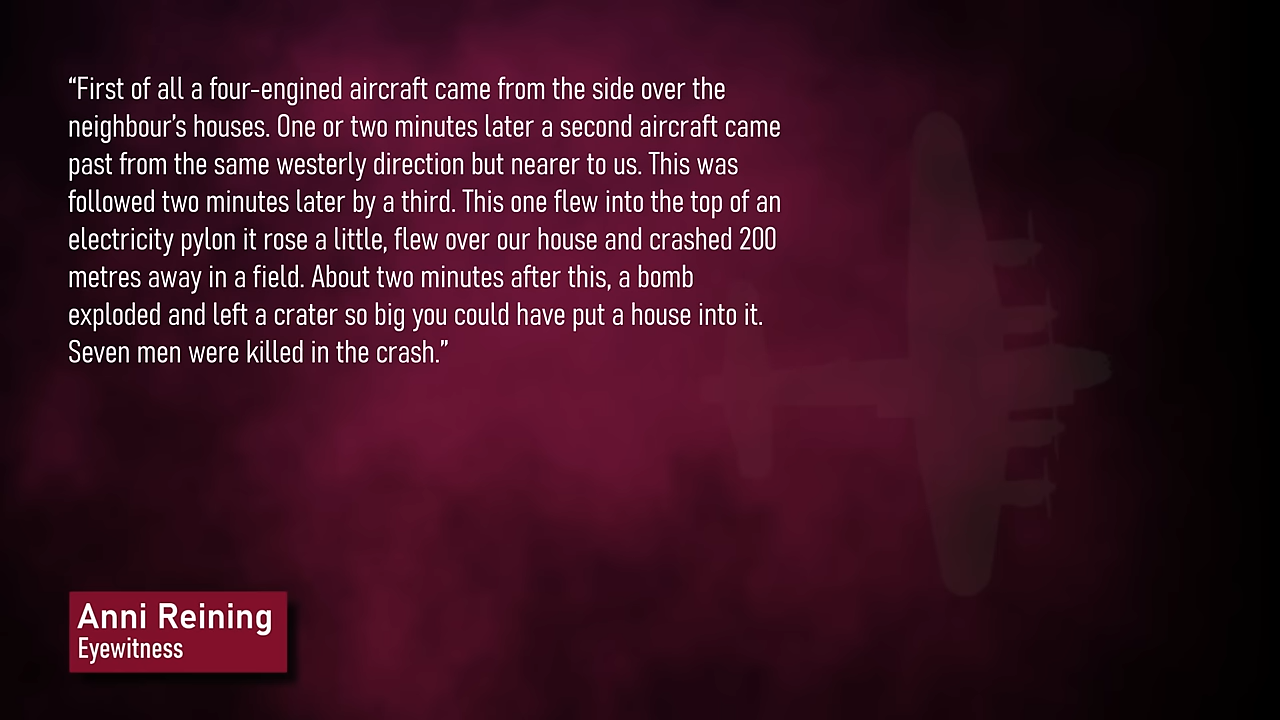 “First of all a four-engined aircraft came from the side over the
neighbour’s houses. One or two minutes later a second aircraft came
past from the same westerly direction but nearer to us. This was
followed two minutes later by a third. This one flew into the top of an
electricity pylon it rose a little, flew over our house and crashed 200
metres away in a field. About two minutes after this, a bomb
exploded and left a crater so big you could have put a house into it.
Seven men were killed in the crash.”
Anni Reining
Eyewitness